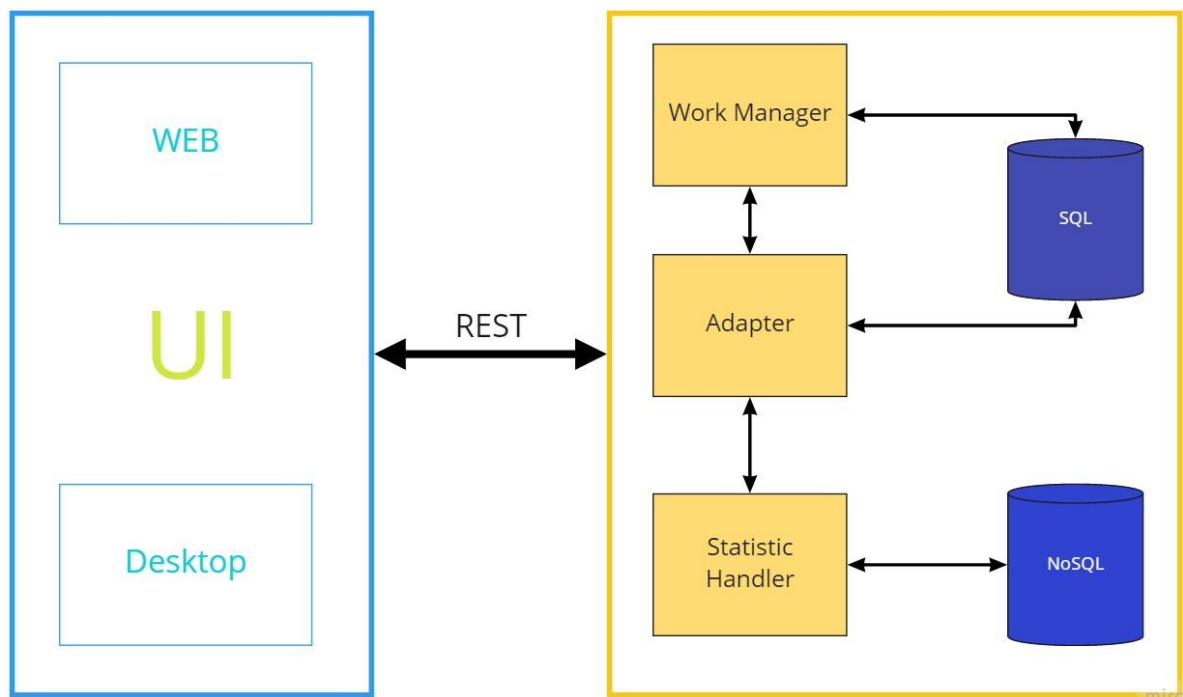 WEB
UI
Desktop
REST
Work Manager
Adapter
Statistic
Handler
SQL
NoSQL